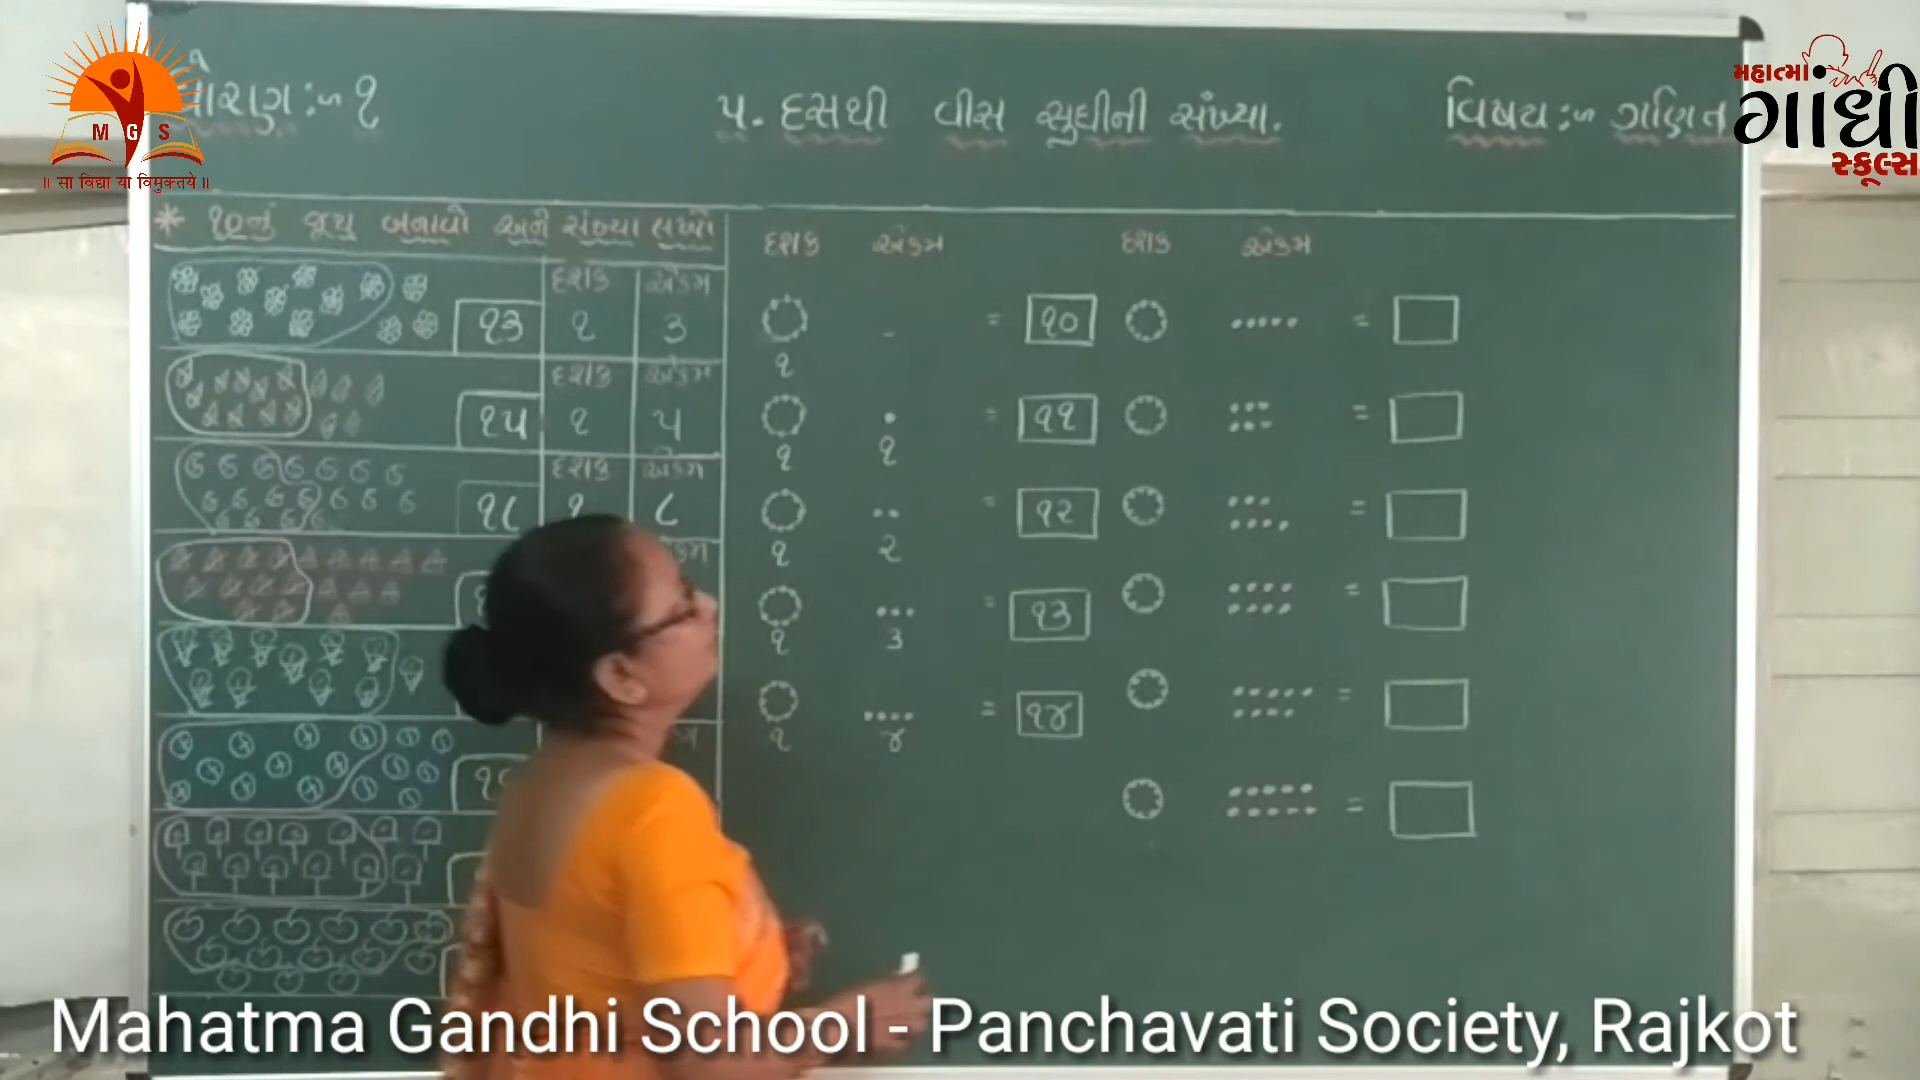 ધોરણ :- ૧
૫. દસથી વીસ સુધીની સંખ્યા.
વિષય :- ગણિત
M G S
॥ सा विद्या या विमुक्तये ॥
મહાત્મા
ગાંધી
સ્કૂલ્સ
* ૧૦નું જૂથ બનાવો અને સંખ્યા લખો
દશક એકમ
૧૩ ૧ ૩
દશક એકમ
૧૫ ૧ ૫
દશક એકમ
૧૮ ૧ ૮
દશક એકમ
- = ૧૦
૧
= ૧૧
૧ ૧
= ૧૨
૧ ૨
= ૧૩
૧ ૩
= ૧૪
૧ ૪
દશક એકમ
=
=
=
=
=
=
Mahatma Gandhi School - Panchavati Society, Rajkot